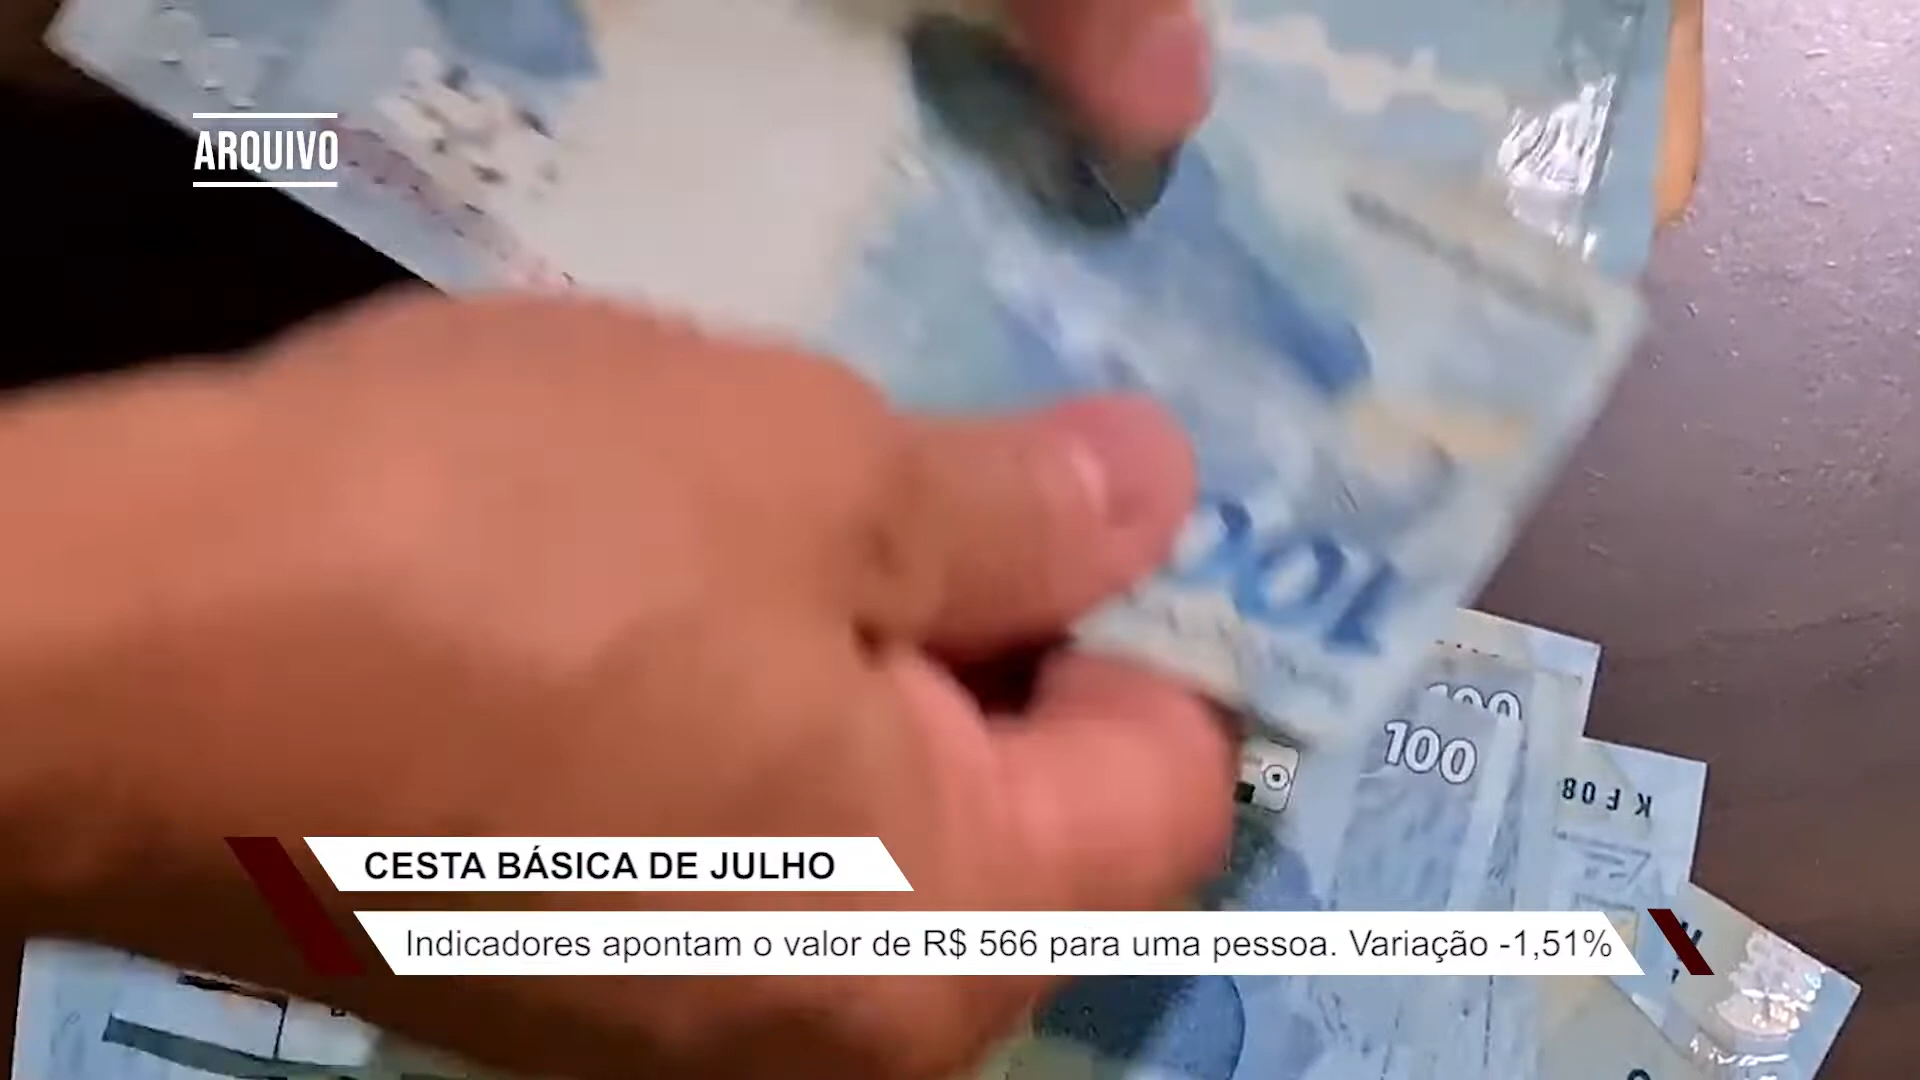 ARQUIVO
100
100
100
KF08
CESTA BÁSICA DE JULHO
Indicadores apontam o valor de R$ 566 para uma pessoa. Variação -1,51%